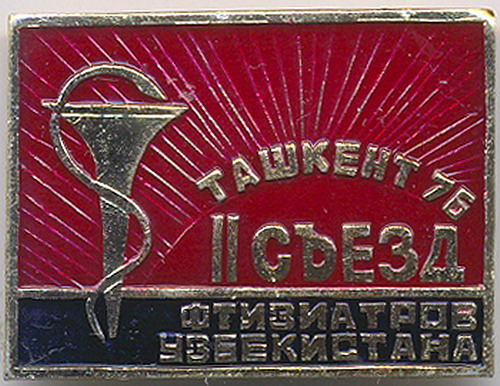 ТАШКЕНТ 76
II СЪЕЗД
ФТИЗИАТРОВ
УЗБЕКИСТАНА